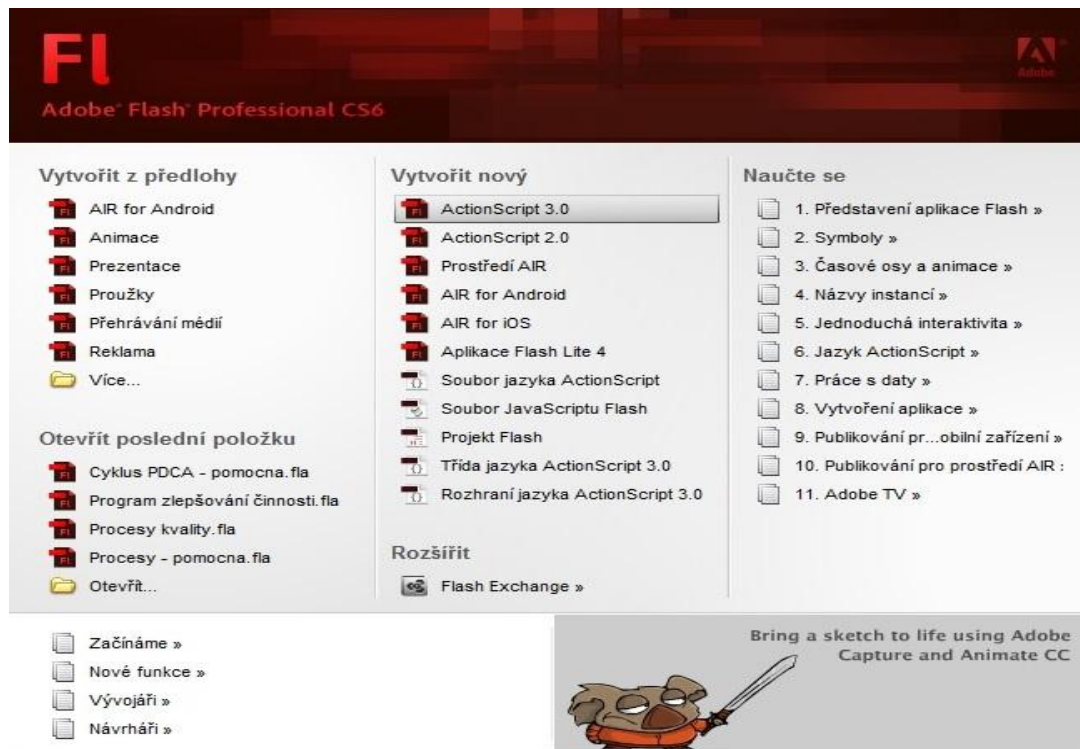 Fl
Adobe® Flash® Professional CS6
Adobe
Vytvořit z předlohy
AIR for Android
Animace
Prezentace
Proužky
Přehrávání médií
Reklama
Více...
Otevřít poslední položku
Cyklus PDCA - pomocna.fla
Program zlepšování činnosti.fla
Procesy kvality.fla
Procesy - pomocna.fla
Otevřít...
Vytvořit nový
ActionScript 3.0
ActionScript 2.0
Prostředí AIR
AIR for Android
AIR for iOS
Aplikace Flash Lite 4
Soubor jazyka ActionScript
Soubor JavaScriptu Flash
Projekt Flash
Třída jazyka ActionScript 3.0
Rozhraní jazyka ActionScript 3.0
Rozšířit
Flash Exchange »
Naučte se
1. Představení aplikace Flash »
2. Symboly »
3. Časové osy a animace »
4. Názvy instancí »
5. Jednoduchá interaktivita »
6. Jazyk ActionScript »
7. Práce s daty »
8. Vytvoření aplikace »
9. Publikování pr...obilní zařízení »
10. Publikování pro prostředí AIR :
11. Adobe TV »
Začínáme »
Nové funkce »
Vývojáři »
Návrháři »
Bring a sketch to life using Adobe
Capture and Animate CC